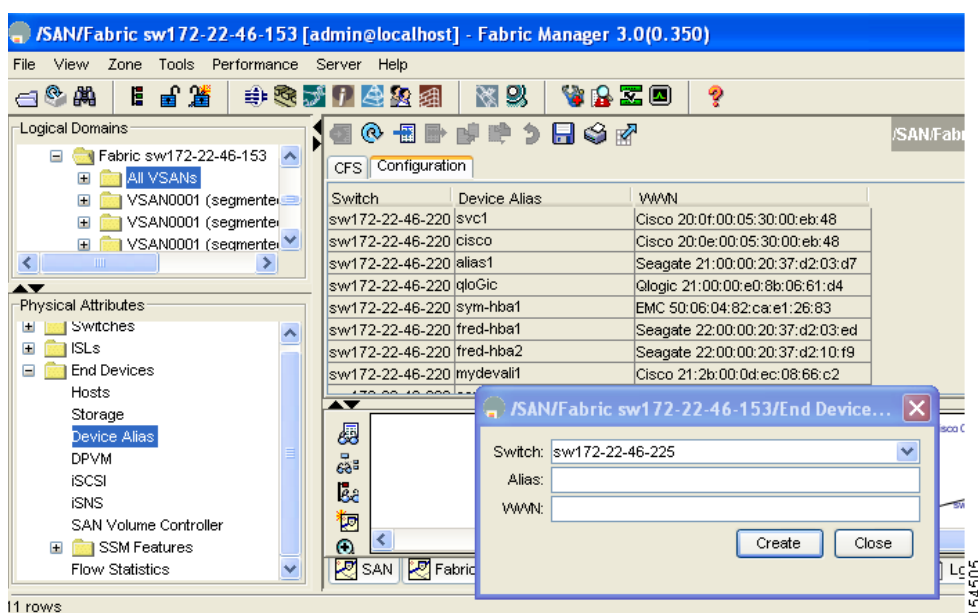 /SAN/Fabric sw172-22-46-153 [admin@localhost] - Fabric Manager 3.0(0.350)
File View Zone Tools Performance Server Help
Logical Domains
Fabric sw172-22-46-153
All VSANs
VSAN0001 (segmente
VSAN0001 (segmente
VSAN0001 (segmente
/SAN/Fab
CFS Configuration
Switch Device Alias WWN
sw172-22-46-220 svc1 Cisco 20:0f:00:05:30:00:eb:48
sw172-22-46-220 cisco Cisco 20:0e:00:05:30:00:eb:48
sw172-22-46-220 alias1 Seagate 21:00:00:20:37:d2:03:d7
sw172-22-46-220 qloGic Qlogic 21:00:00:e0:8b:06:61:d4
sw172-22-46-220 sym-hba1 EMC 50:06:04:82:ca:e1:26:83
sw172-22-46-220 fred-hba1 Seagate 22:00:00:20:37:d2:03:ed
sw172-22-46-220 fred-hba2 Seagate 22:00:00:20:37:d2:10:f9
sw172-22-46-220 mydevali1 Cisco 21:2b:00:0d:ec:08:66:c2
Physical Attributes
Switches
ISLs
End Devices
Hosts
Storage
Device Alias
DPVM
iSCSI
iSNS
SAN Volume Controller
SSM Features
Flow Statistics
/SAN/Fabric sw172-22-46-153/End Device...
Switch: sw172-22-46-225
Alias:
WWN:
Create Close
isco C
SAN Fabric
11 rows
154505